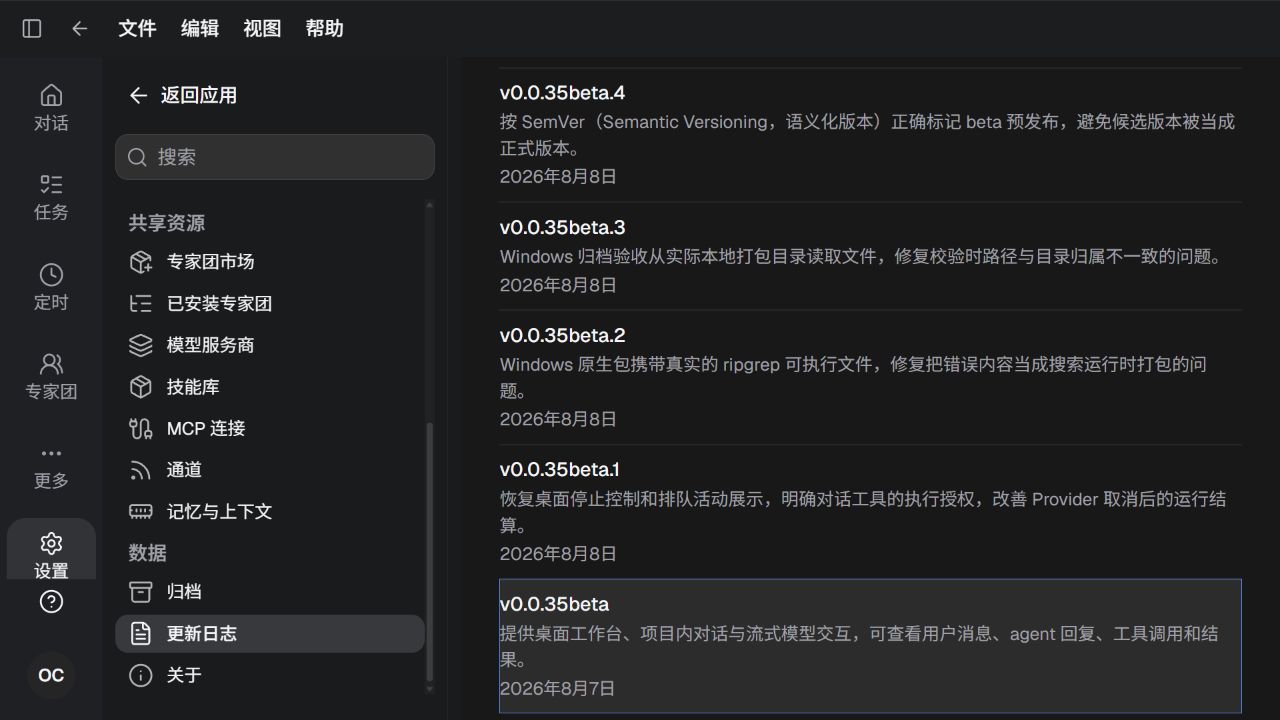 文件 编辑 视图 帮助
对话
任务
定时
专家团
更多
设置
OC
返回应用
搜索
共享资源
专家团市场
已安装专家团
模型服务商
技能库
MCP 连接
通道
记忆与上下文
数据
归档
更新日志
关于
v0.0.35beta.4
按 SemVer（Semantic Versioning，语义化版本）正确标记 beta 预发布，避免候选版本被当成
正式版本。
2026年8月8日
v0.0.35beta.3
Windows 归档验收从实际本地打包目录读取文件，修复校验时路径与目录归属不一致的问题。
2026年8月8日
v0.0.35beta.2
Windows 原生包携带真实的 ripgrep 可执行文件，修复把错误内容当成搜索运行时打包的问
题。
2026年8月8日
v0.0.35beta.1
恢复桌面停止控制和排队活动展示，明确对话工具的执行授权，改善 Provider 取消后的运行结
算。
2026年8月8日
v0.0.35beta
提供桌面工作台、项目内对话与流式模型交互，可查看用户消息、agent 回复、工具调用和结
果。
2026年8月7日